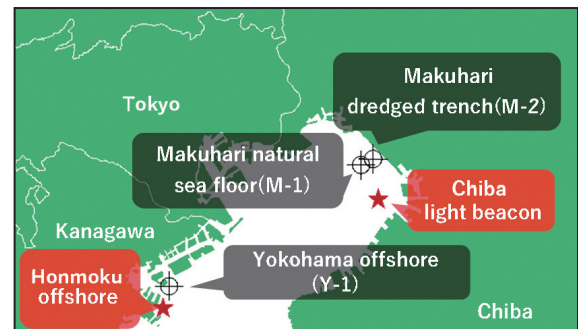 Makuhari
dredged trench(M-2)
Tokyo
Makuhari natural
sea floor(M-1)
Chiba
light beacon
Kanagawa
Yokohama offshore
(Y-1)
Honmoku
offshore
Chiba